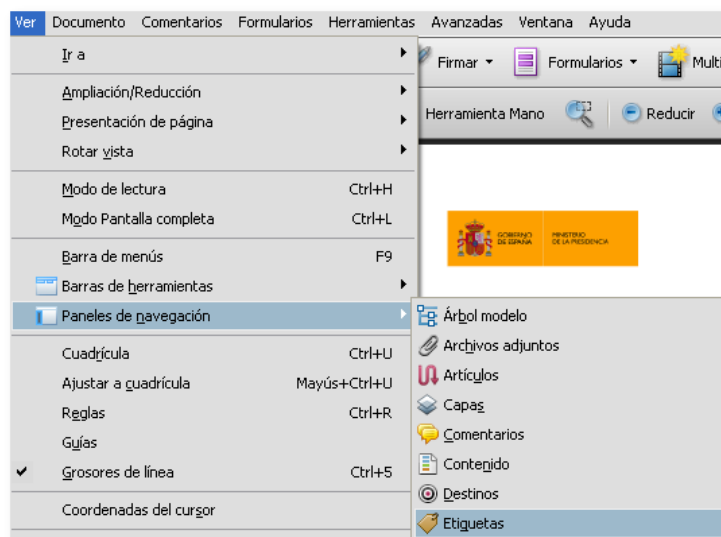 Ver Documento Comentarios Formularios Herramientas Avanzadas Ventana Ayuda
Ir a
Firmar Formularios Multi
Ampliación/Reducción
Herramienta Mano Reducir
Presentación de página
Rotar vista
Modo de lectura Ctrl+H
Modo Pantalla completa Ctrl+L
GOBIERNO DE ESPAÑA
MINISTERIO DE LA PRESIDENCIA
Barra de menús F9
Barras de herramientas
Paneles de navegación
Árbol modelo
Archivos adjuntos
Artículos
Capas
Comentarios
Contenido
Destinos
Etiquetas
Cuadrícula Ctrl+U
Ajustar a cuadrícula Mayús+Ctrl+U
Reglas Ctrl+R
Guías
Grosores de línea Ctrl+5
Coordenadas del cursor